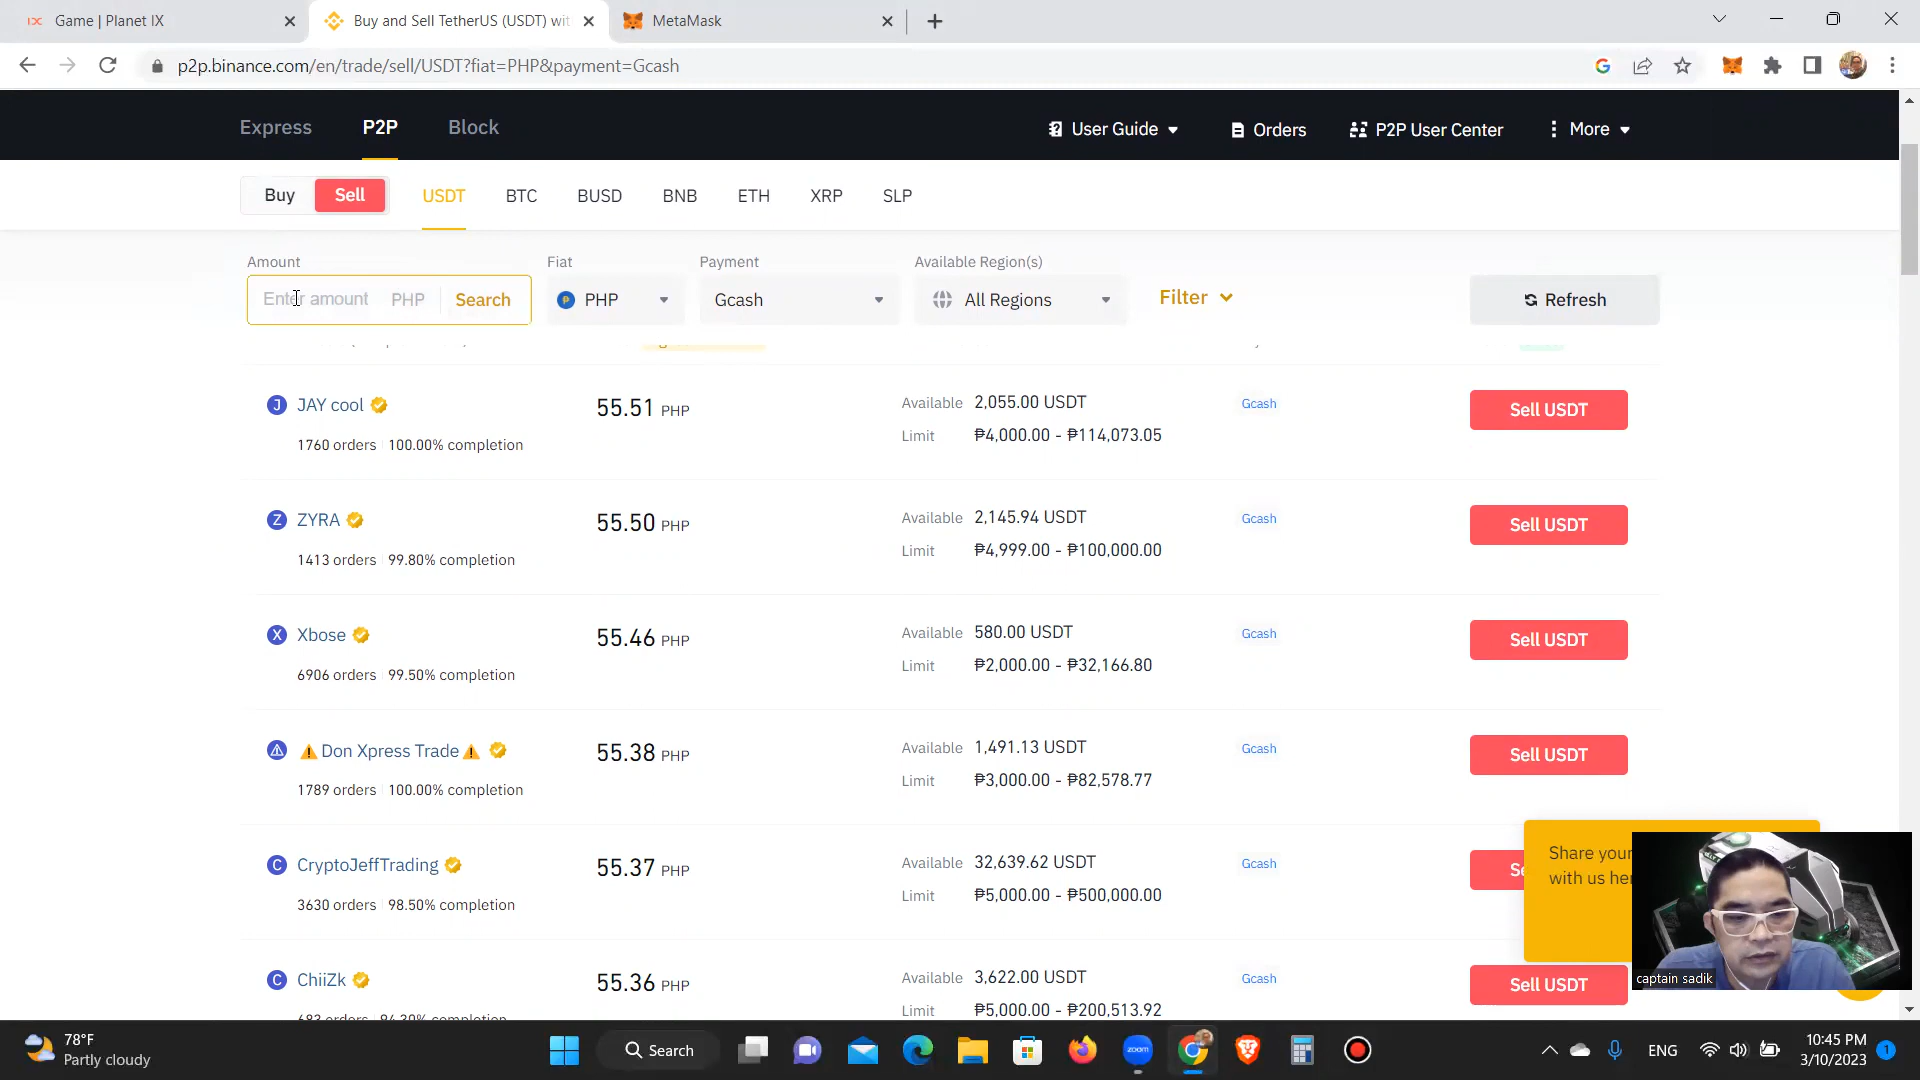 Game | Planet IX
Buy and Sell TetherUS (USDT) wit
MetaMask
p2p.binance.com/en/trade/sell/USDT?fiat=PHP&payment=Gcash
Express P2P Block User Guide Orders P2P User Center More
Buy Sell USDT BTC BUSD BNB ETH XRP SLP
Amount Fiat Payment Available Region(s)
Enter amount PHP Search PHP Gcash All Regions Filter Refresh
JAY cool 55.51 PHP Available 2,055.00 USDT Gcash Sell USDT
Limit ₱4,000.00 - ₱114,073.05
1760 orders 100.00% completion
ZYRA 55.50 PHP Available 2,145.94 USDT Gcash Sell USDT
Limit ₱4,999.00 - ₱100,000.00
1413 orders 99.80% completion
Xbose 55.46 PHP Available 580.00 USDT Gcash Sell USDT
Limit ₱2,000.00 - ₱32,166.80
6906 orders 99.50% completion
Don Xpress Trade 55.38 PHP Available 1,491.13 USDT Gcash Sell USDT
Limit ₱3,000.00 - ₱82,578.77
1789 orders 100.00% completion
CryptoJeffTrading 55.37 PHP Available 32,639.62 USDT Gcash Se
Limit ₱5,000.00 - ₱500,000.00
3630 orders 98.50% completion
Share your
with us her
captain sadik
ChiiZk 55.36 PHP Available 3,622.00 USDT Gcash Sell USDT
Limit ₱5,000.00 - ₱200,513.92
683 orders 94.30% completion
78°F
Partly cloudy
Search
zoom
ENG
10:45 PM
3/10/2023
1